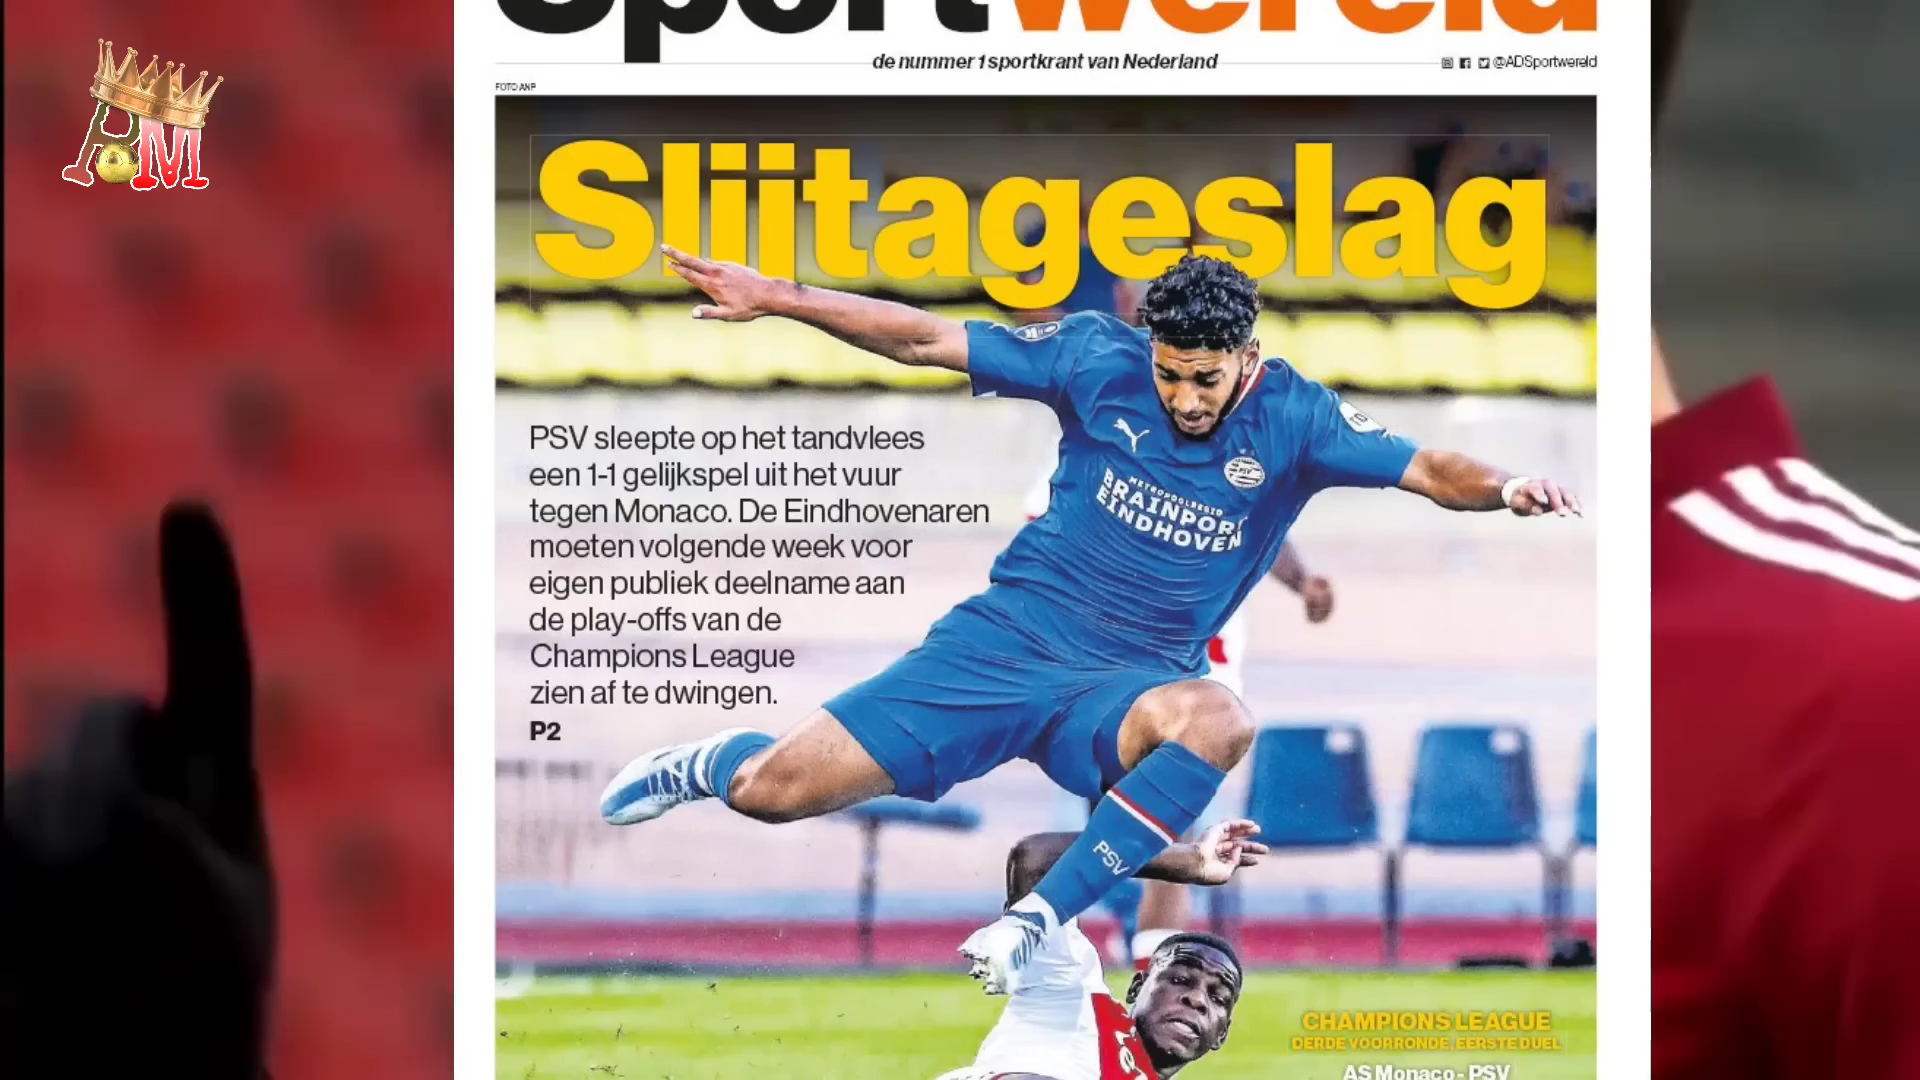 Sportwereld
de nummer 1 sportkrant van Nederland
@ADSportwereld
FOTO ANP
Slijtageslag
PSV sleepte op het tandvlees
een 1-1 gelijkspel uit het vuur
tegen Monaco. De Eindhovenaren
moeten volgende week voor
eigen publiek deelname aan
de play-offs van de
Champions League
zien af te dwingen.
P2
METROPOOLREGIO
BRAINPORT
EINDHOVEN
PSV
PSV
CHAMPIONS LEAGUE
DERDE VOORRONDE, EERSTE DUEL
AS Monaco - PSV